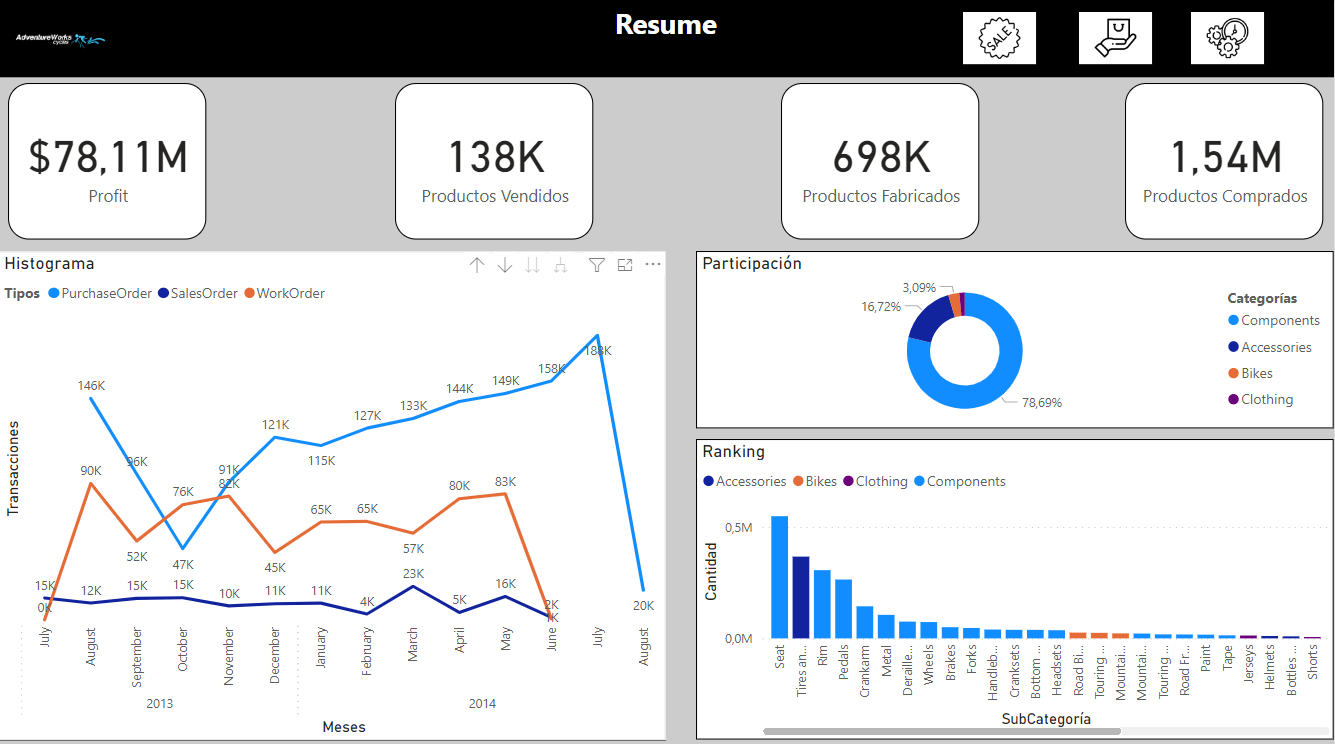 Resume
AdventureWorks
cycles
SALE
$78,11M
Profit
138K
Productos Vendidos
698K
Productos Fabricados
1,54M
Productos Comprados
Histograma
Tipos PurchaseOrder SalesOrder WorkOrder
Transacciones
146K
96K
47K
91K
121K
115K
127K
133K
144K
149K
158K
188K
20K
0K
90K
52K
76K
82K
45K
65K
65K
57K
80K
83K
1K
15K
12K
15K
15K
10K
11K
11K
4K
23K
5K
16K
2K
July
August
September
October
November
December
January
February
March
April
May
June
July
August
2013
2014
Meses
Participación
3,09%
16,72%
78,69%
Categorías
Components
Accessories
Bikes
Clothing
Ranking
Accessories Bikes Clothing Components
Cantidad
0,5M
0,0M
Seat
Tires an...
Rim
Pedals
Crankarm
Metal
Deraille...
Wheels
Brakes
Forks
Handleb...
Cranksets
Bottom ...
Headsets
Road Bi...
Touring ...
Mountai...
Mountai...
Touring ...
Road Fr...
Paint
Tape
Jerseys
Helmets
Bottles ...
Shorts
SubCategoría